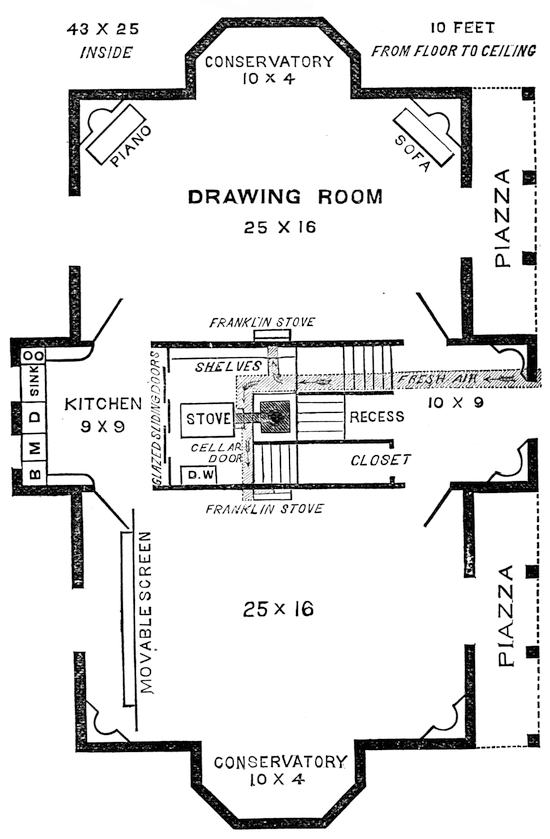 43 X 25
INSIDE
10 FEET
FROM FLOOR TO CEILING
CONSERVATORY
10 X 4
PIANO
SOFA
DRAWING ROOM
25 X 16
PIAZZA
FRANKLIN STOVE
SHELVES
FRESH AIR
10 X 9
KITCHEN
9 X 9
OO
SINK
D
M
B
GLAZED SLIDING DOORS
STOVE
RECESS
CELLAR
DOOR
CLOSET
D.W
FRANKLIN STOVE
MOVABLE SCREEN
25 X 16
PIAZZA
CONSERVATORY
10 X 4